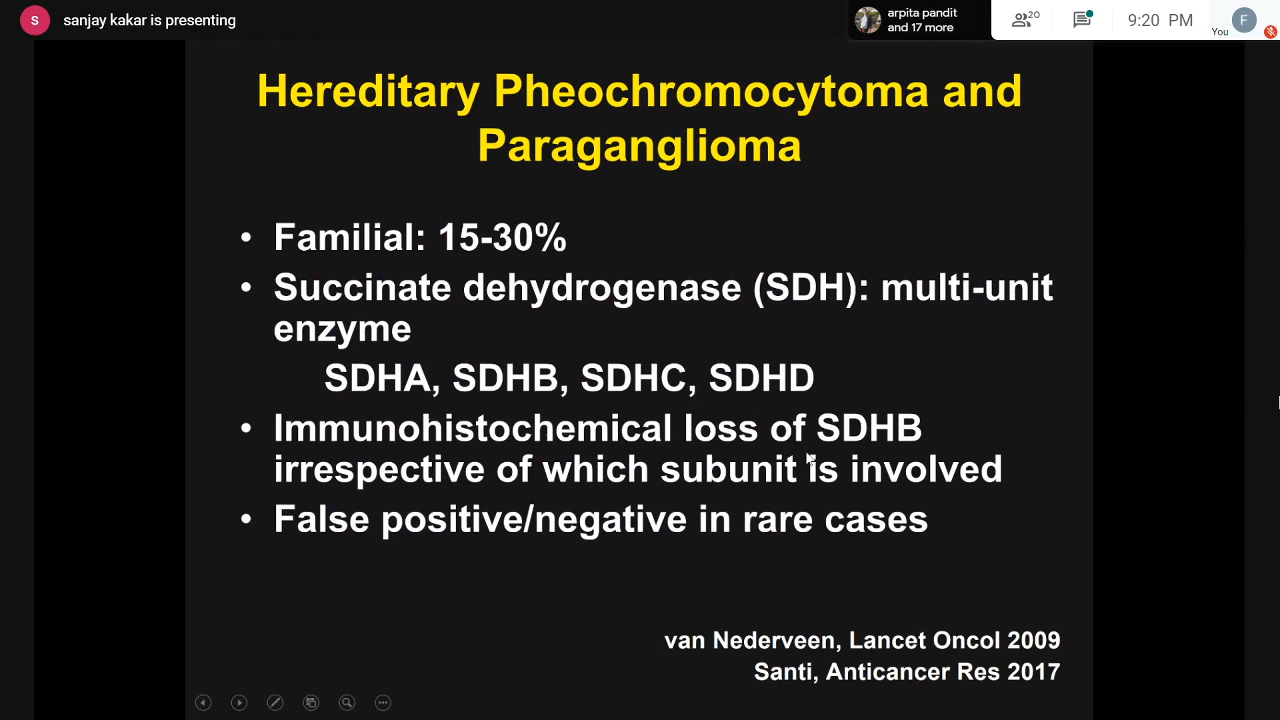 S sanjay kakar is presenting
arpita pandit
and 17 more
20
9:20 PM
You
F
Hereditary Pheochromocytoma and
Paraganglioma
• Familial: 15-30%
• Succinate dehydrogenase (SDH): multi-unit
enzyme
SDHA, SDHB, SDHC, SDHD
• Immunohistochemical loss of SDHB
irrespective of which subunit is involved
• False positive/negative in rare cases
van Nederveen, Lancet Oncol 2009
Santi, Anticancer Res 2017